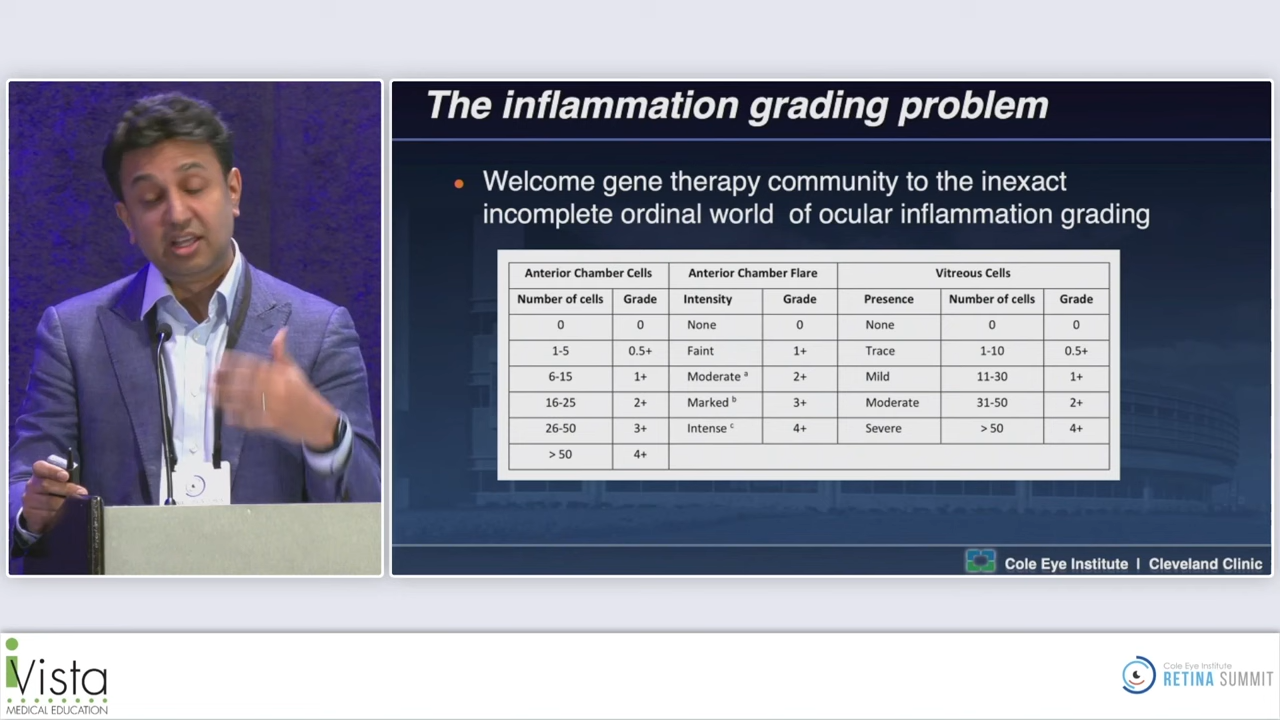 The inflammation grading problem
• Welcome gene therapy community to the inexact
incomplete ordinal world of ocular inflammation grading
Anterior Chamber Cells Anterior Chamber Flare Vitreous Cells
Number of cells Grade Intensity Grade Presence Number of cells Grade
0 0 None 0 None 0 0
1-5 0.5+ Faint 1+ Trace 1-10 0.5+
6-15 1+ Moderate a 2+ Mild 11-30 1+
16-25 2+ Marked b 3+ Moderate 31-50 2+
26-50 3+ Intense c 4+ Severe > 50 4+
> 50 4+
Cole Eye Institute | Cleveland Clinic
iVista
MEDICAL EDUCATION
Cole Eye Institute
RETINA SUMMIT